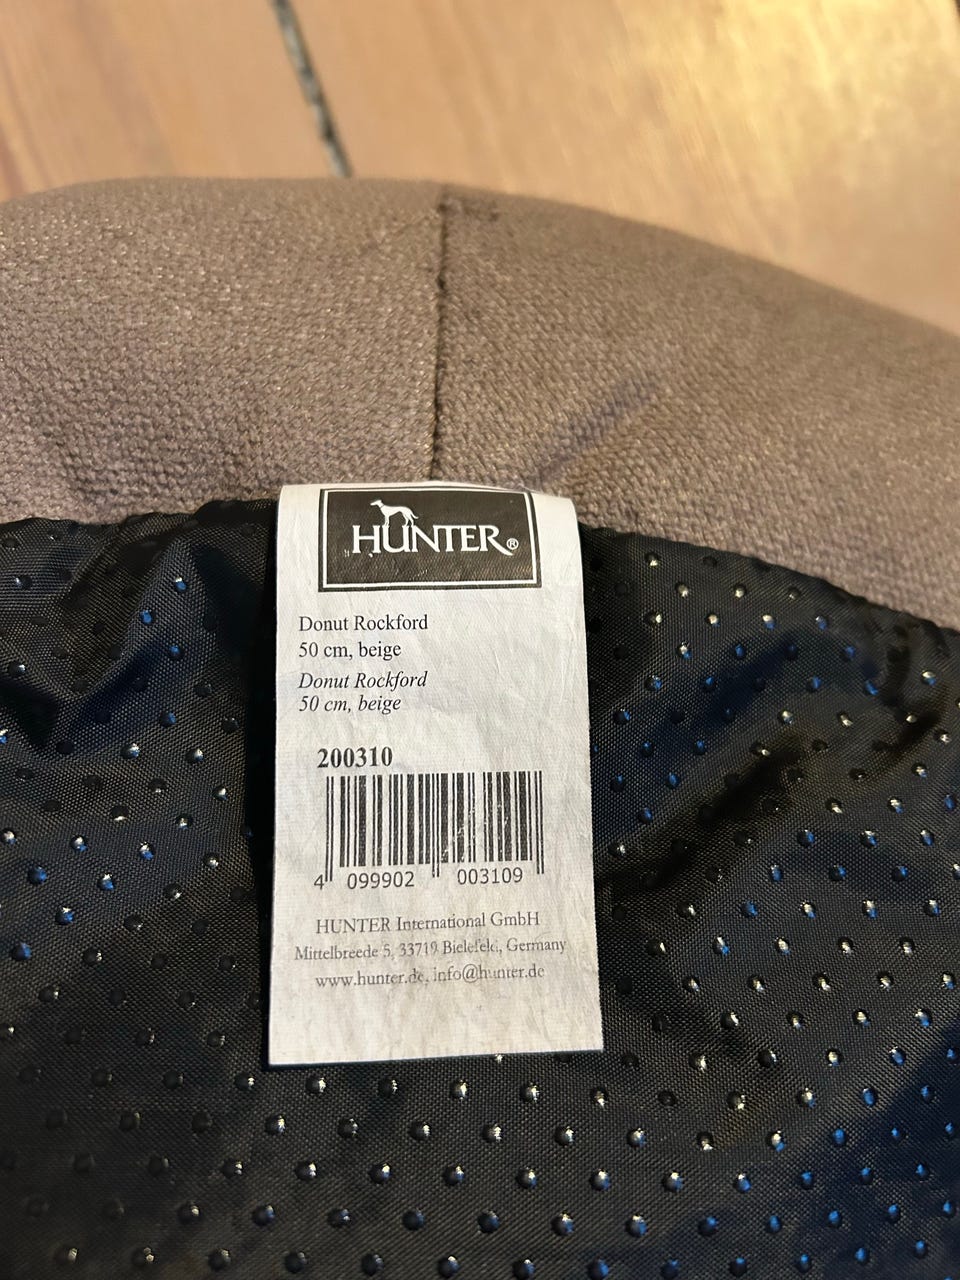 HUNTER®
Donut Rockford
50 cm, beige
Donut Rockford
50 cm, beige
200310
4 099902 003109
HUNTER International GmbH
Mittelbreede 5, 33719 Bielefeld, Germany
www.hunter.de, info@hunter.de